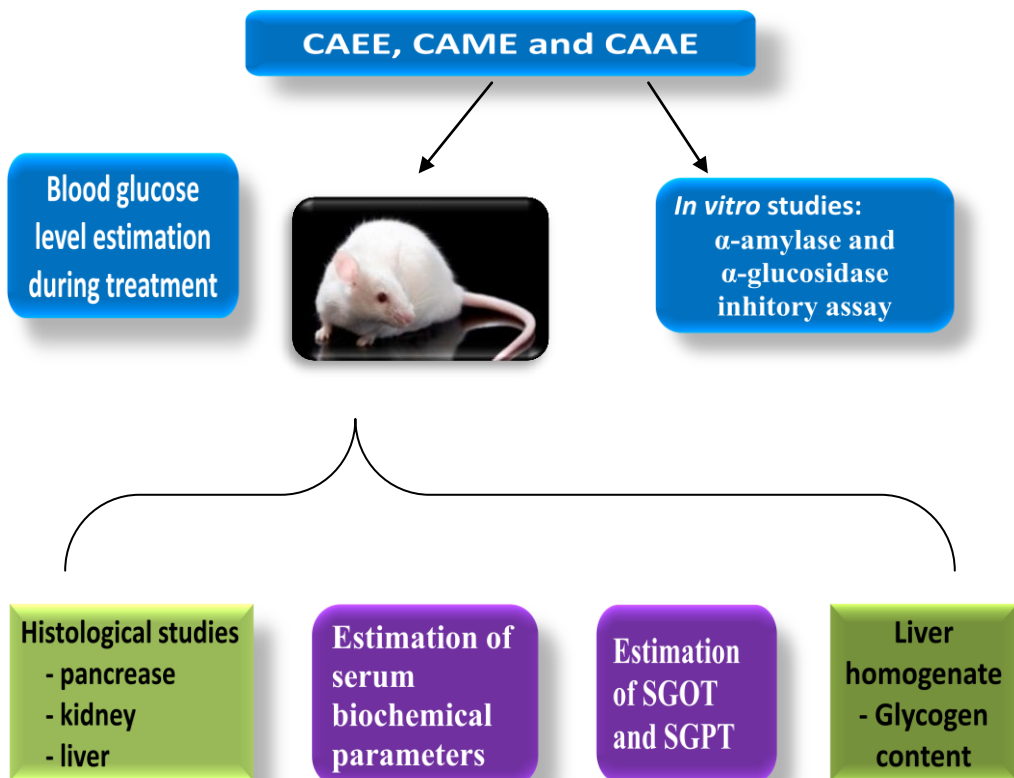 CAEE, CAME and CAAE
Blood glucose
level estimation
during treatment
In vitro studies:
α-amylase and
α-glucosidase
inhitory assay
Histological studies
- pancrease
- kidney
- liver
Estimation of
serum
biochemical
parameters
Estimation
of SGOT
and SGPT
Liver
homogenate
- Glycogen
content